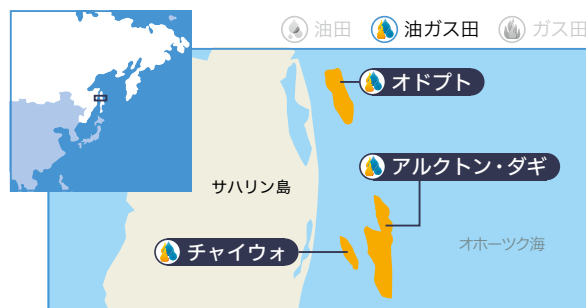 油田 油ガス田 ガス田
オドプト
アルクトン・ダギ
サハリン島
オホーツク海
チャイウォ